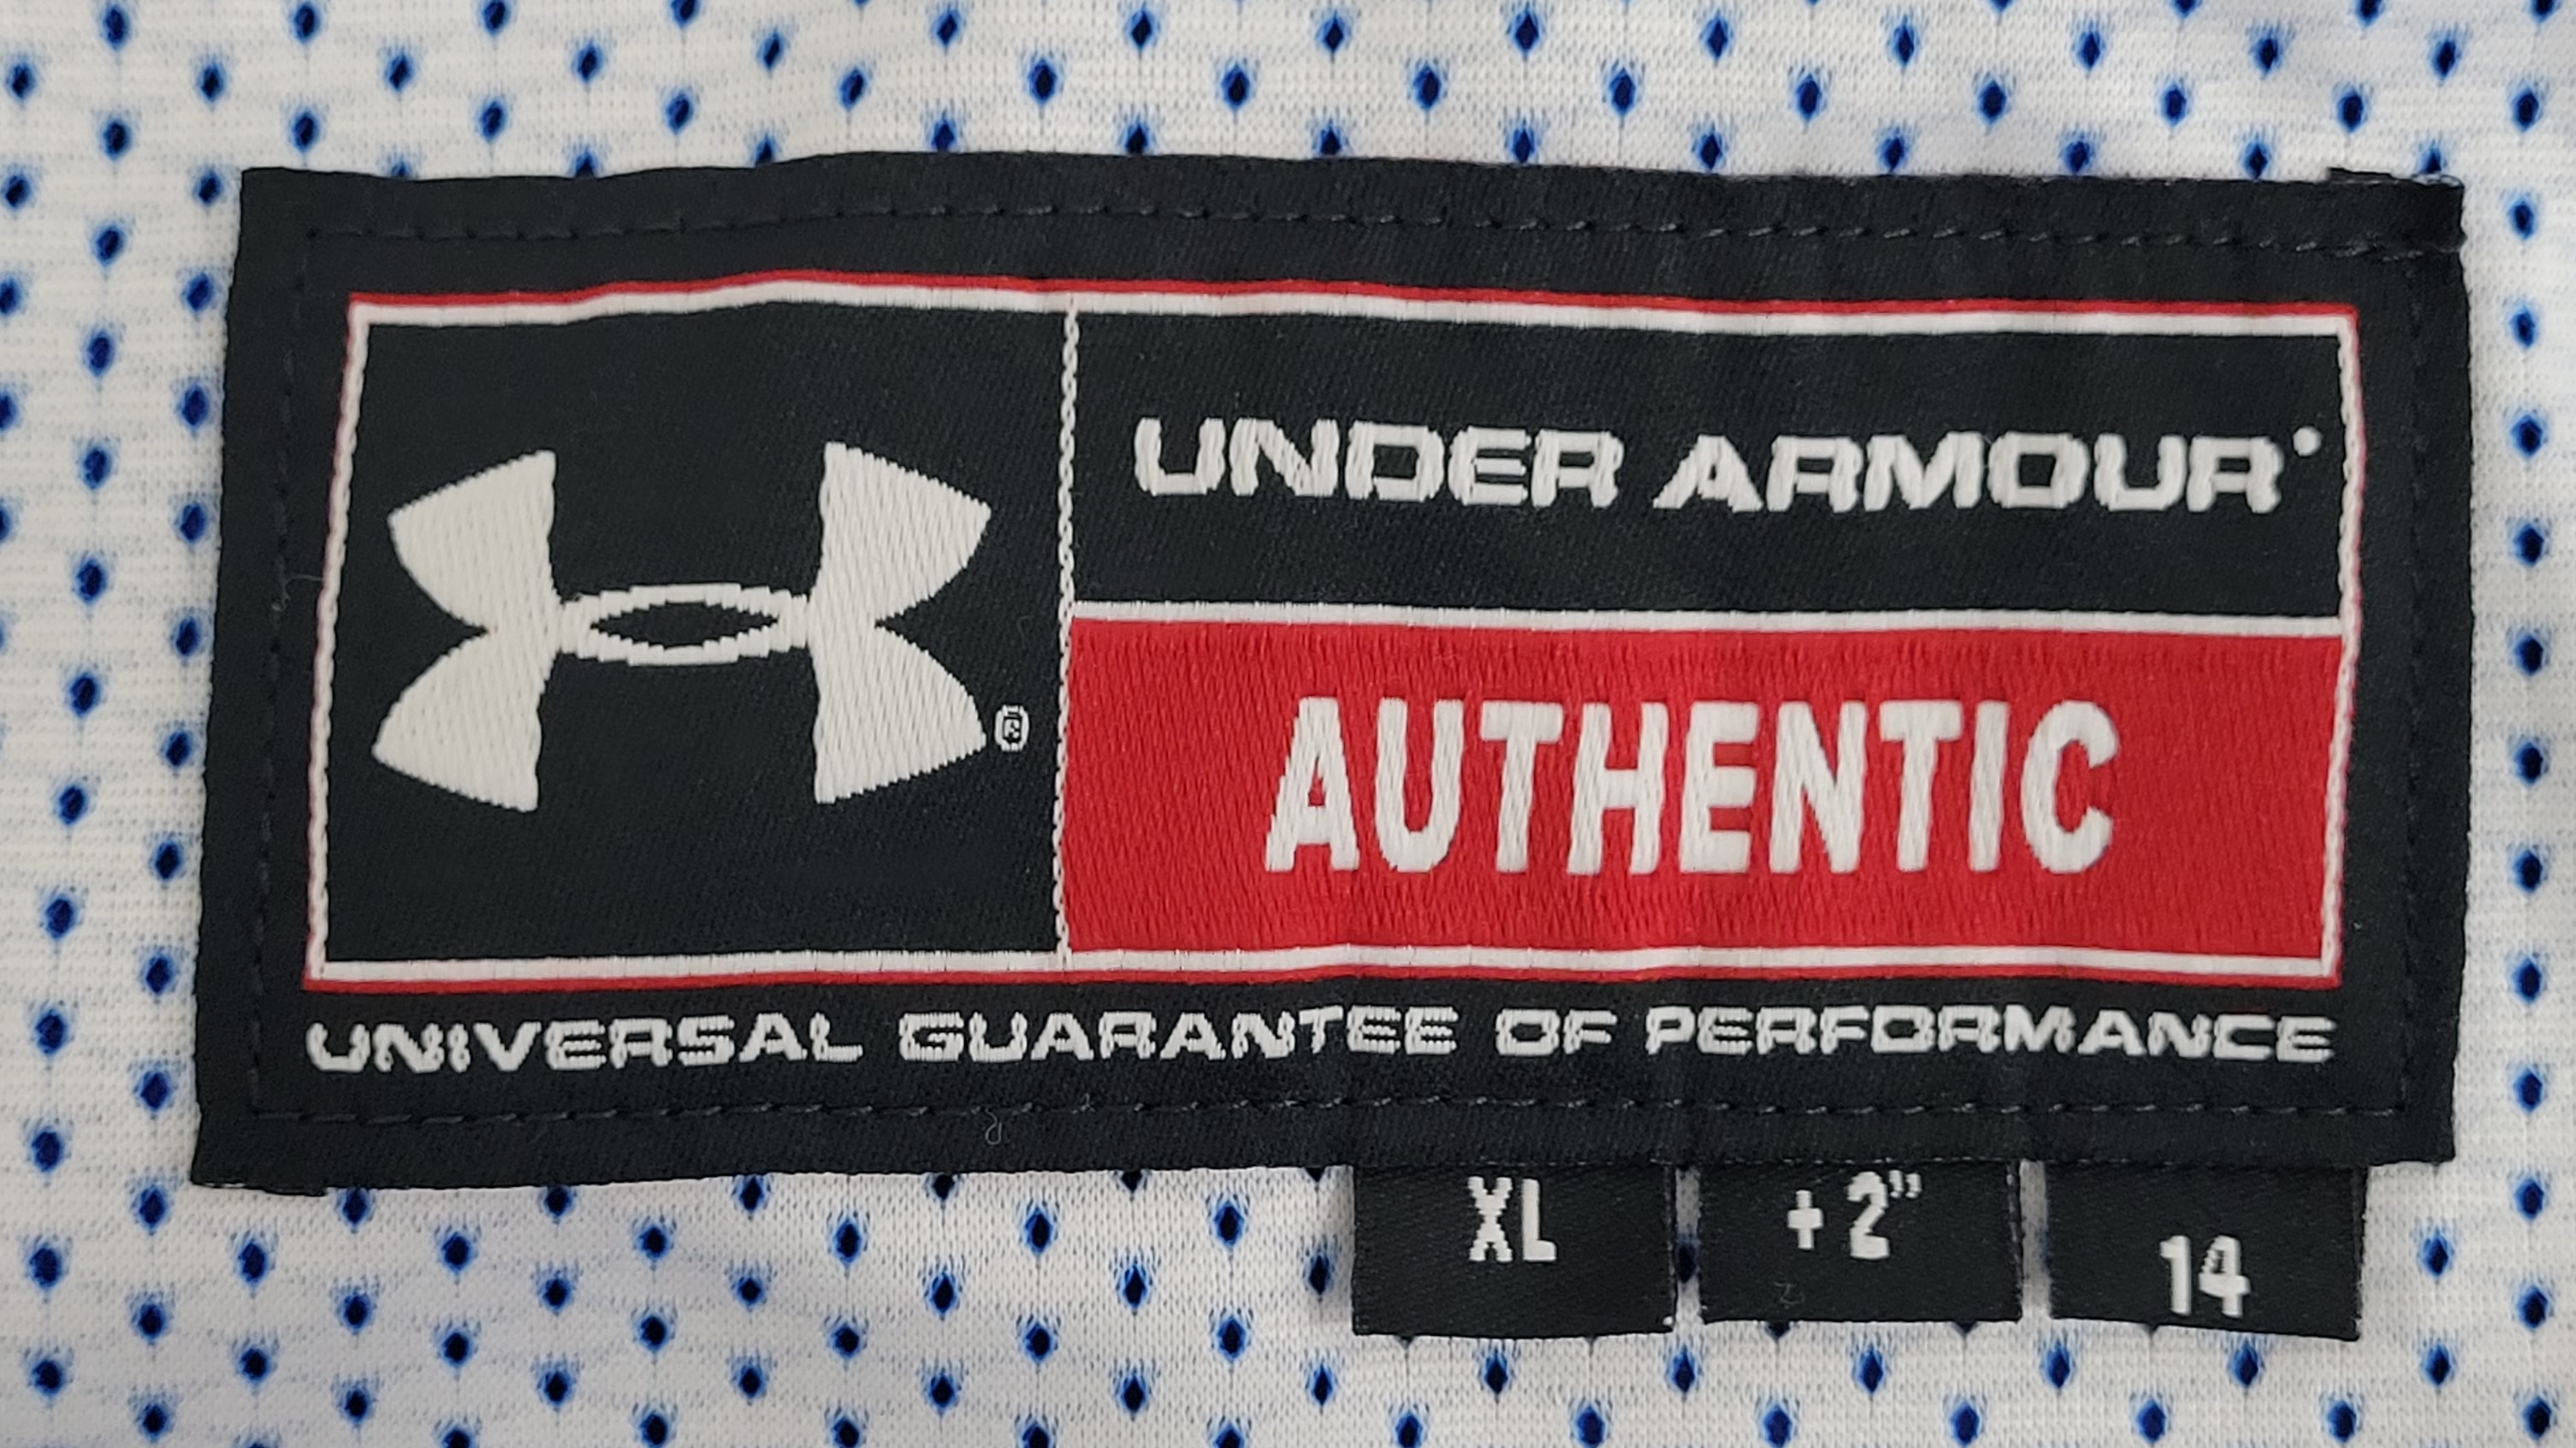 UNDER ARMOUR
AUTHENTIC
®
UNIVERSAL GUARANTEE OF PERFORMANCE
XL
+2"
14